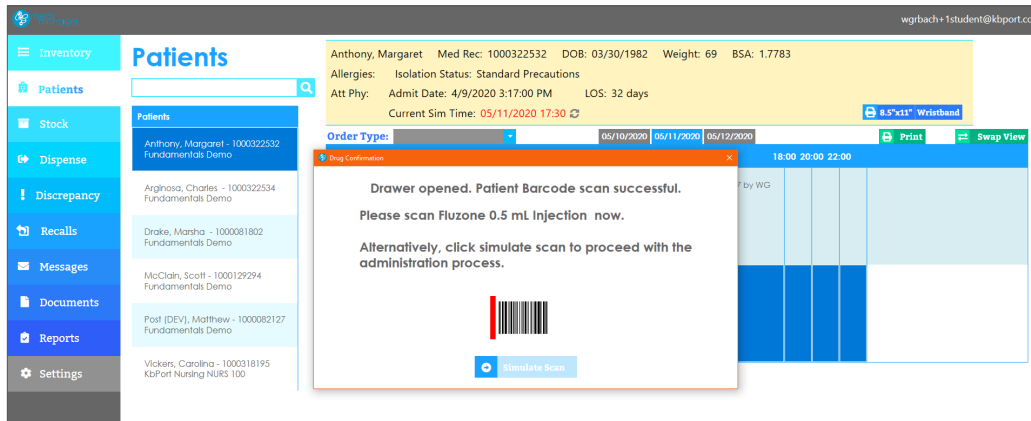 wgrbach+1student@kbport.co
Inventory
Patients
Stock
Dispense
Discrepancy
Recalls
Messages
Documents
Reports
Settings
Patients
Patients
Anthony, Margaret - 1000322532
Fundamentals Demo
Arginosa, Charles - 1000322534
Fundamentals Demo
Drake, Marsha - 1000081802
Fundamentals Demo
McClain, Scott - 1000129294
Fundamentals Demo
Post (DEV), Matthew - 1000082127
Fundamentals Demo
Vickers, Carolina - 1000318195
KbPort Nursing NURS 100
Anthony, Margaret Med Rec: 1000322532 DOB: 03/30/1982 Weight: 69 BSA: 1.7783
Allergies: Isolation Status: Standard Precautions
Att Phy: Admit Date: 4/9/2020 3:17:00 PM LOS: 32 days
Current Sim Time: 05/11/2020 17:30
8.5"x11" Wristband
Order Type: 05/10/2020 05/11/2020 05/12/2020 Print Swap View
18:00 20:00 22:00
7 by WG
Drug Confirmation
Drawer opened. Patient Barcode scan successful.
Please scan Fluzone 0.5 mL Injection now.
Alternatively, click simulate scan to proceed with the
administration process.
Simulate Scan